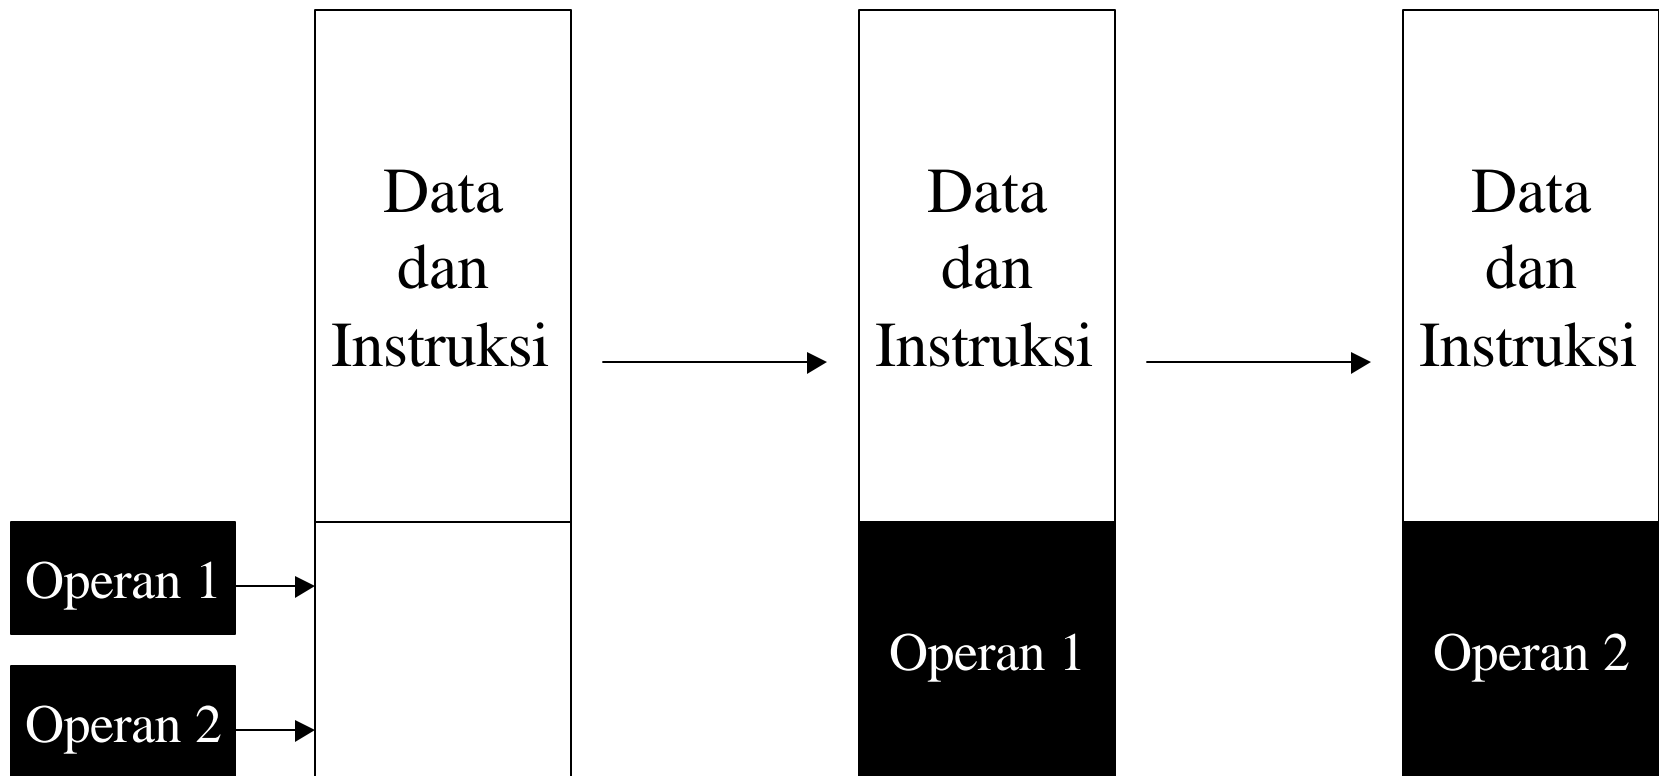 Data
dan
Instruksi
Data
dan
Instruksi
Data
dan
Instruksi
Operan 1
Operan 2
Operan 1
Operan 2